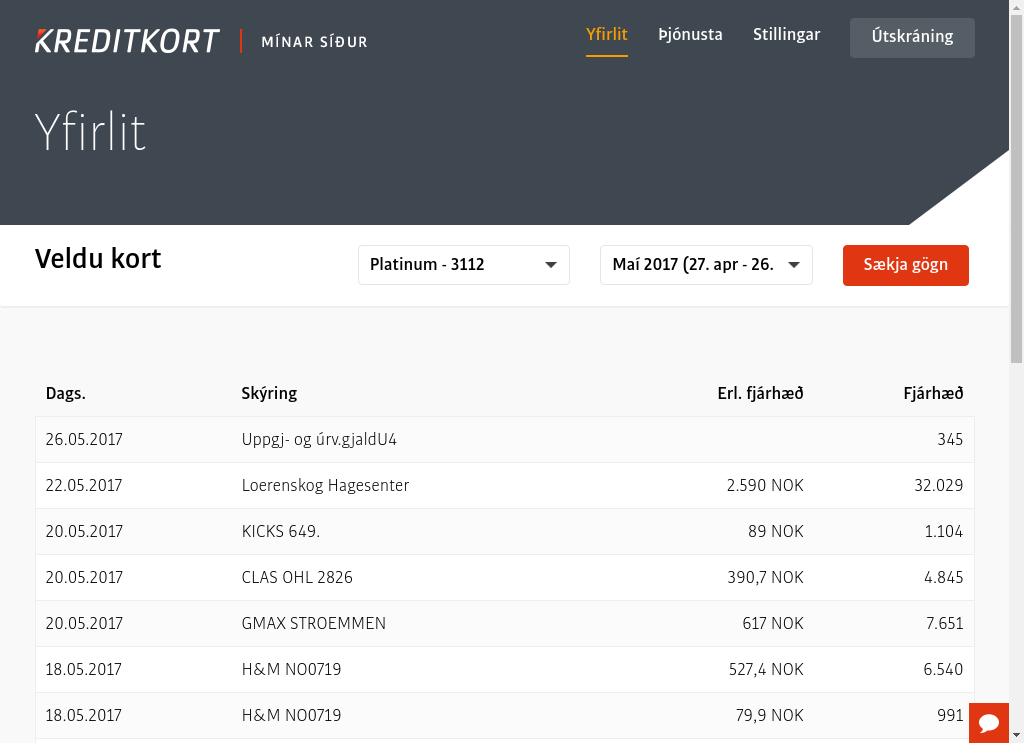 KREDITKORT | MÍNAR SÍÐUR Yfirlit Þjónusta Stillingar Útskráning
Yfirlit
Veldu kort Platinum - 3112 Maí 2017 (27. apr - 26. Sækja gögn
Dags. Skýring Erl. fjárhæð Fjárhæð
26.05.2017 Uppgj- og úrv.gjaldU4 345
22.05.2017 Loerenskog Hagesenter 2.590 NOK 32.029
20.05.2017 KICKS 649. 89 NOK 1.104
20.05.2017 CLAS OHL 2826 390,7 NOK 4.845
20.05.2017 GMAX STROEMMEN 617 NOK 7.651
18.05.2017 H&M NO0719 527,4 NOK 6.540
18.05.2017 H&M NO0719 79,9 NOK 991